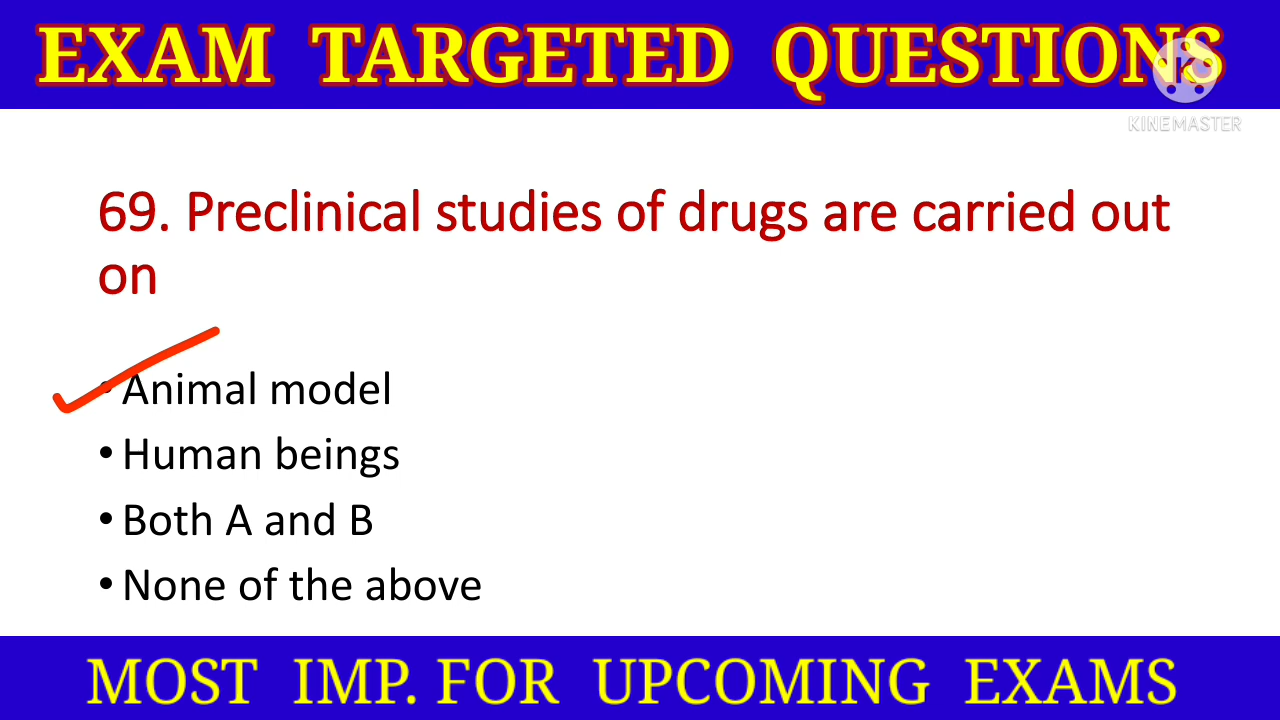 EXAM TARGETED QUESTIONS
K
KINEMASTER
69. Preclinical studies of drugs are carried out
on
• Animal model
• Human beings
• Both A and B
• None of the above
MOST IMP. FOR UPCOMING EXAMS